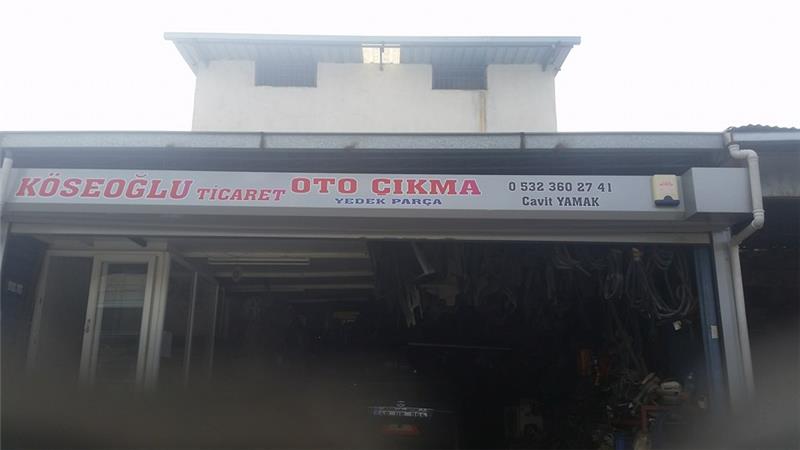 KÖSEOĞLU TİCARET OTO ÇIKMA
YEDEK PARÇA
0 532 360 27 41
Cavit YAMAK